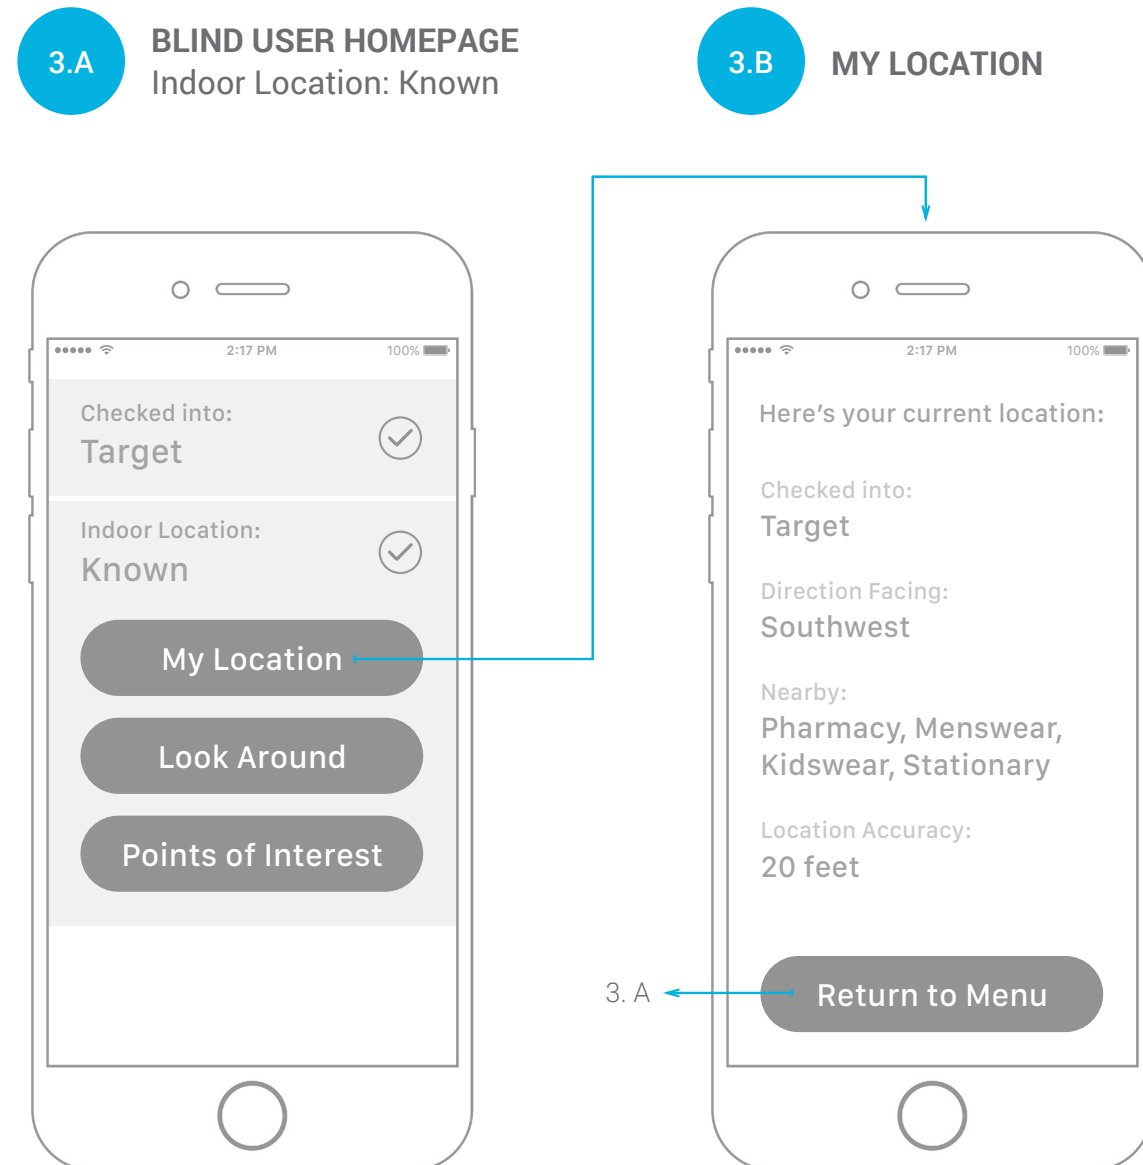 3.A
BLIND USER HOMEPAGE
Indoor Location: Known
2:17 PM
100%
Checked into:
Target
Indoor Location:
Known
My Location
Look Around
Points of Interest
3.B
MY LOCATION
2:17 PM
100%
Here’s your current location:
Checked into:
Target
Direction Facing:
Southwest
Nearby:
Pharmacy, Menswear,
Kidswear, Stationary
Location Accuracy:
20 feet
3. A
Return to Menu